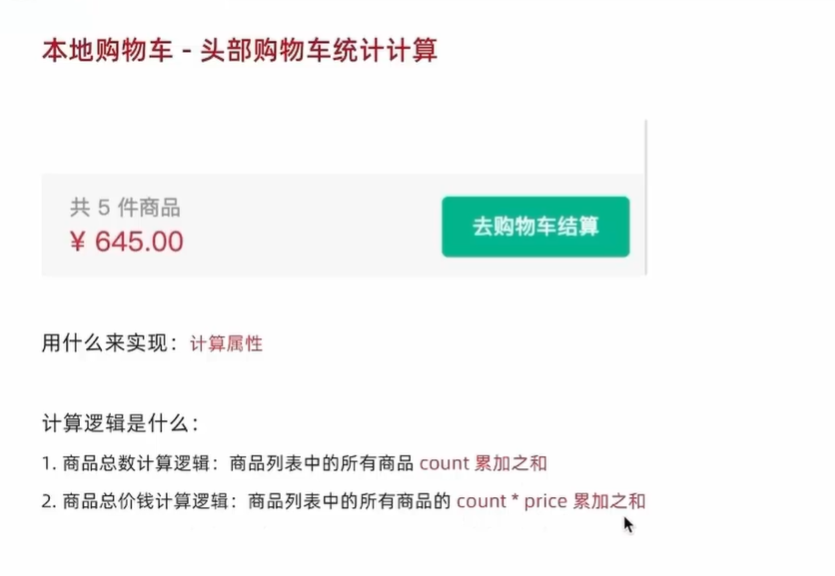 本地购物车 - 头部购物车统计计算
共 5 件商品
¥ 645.00
去购物车结算
用什么来实现：计算属性
计算逻辑是什么：
1. 商品总数计算逻辑：商品列表中的所有商品 count 累加之和
2. 商品总价钱计算逻辑：商品列表中的所有商品的 count * price 累加之和